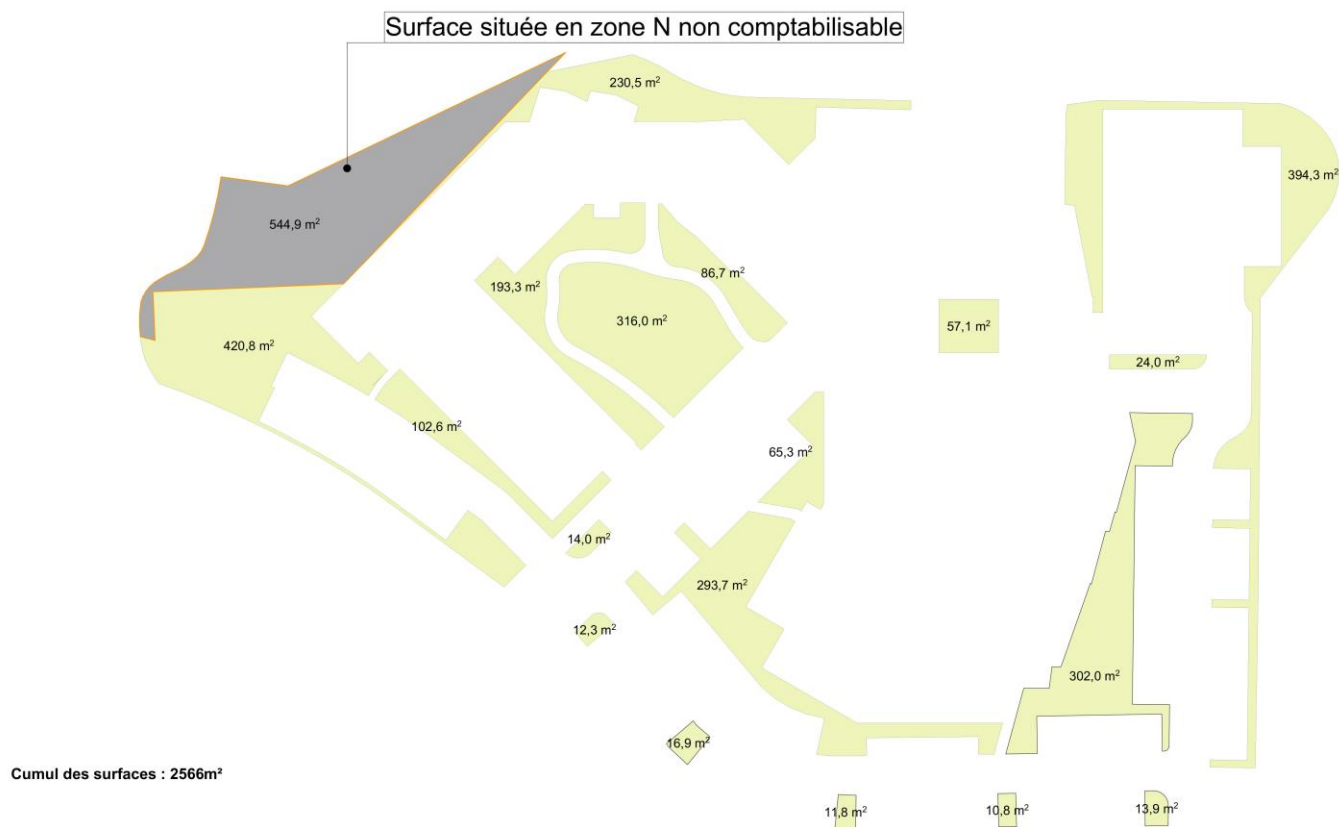 Surface située en zone N non comptabilisable
230,5 m²
394,3 m²
544,9 m²
86,7 m²
193,3 m²
316,0 m²
57,1 m²
420,8 m²
24,0 m²
102,6 m²
65,3 m²
14,0 m²
293,7 m²
12,3 m²
302,0 m²
16,9 m²
Cumul des surfaces : 2566m²
11,8 m²
10,8 m²
13,9 m²